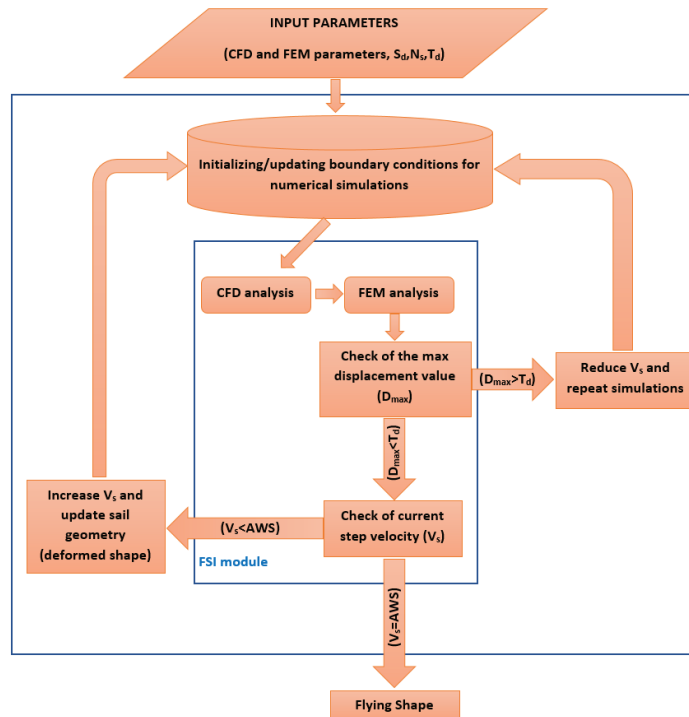 INPUT PARAMETERS
(CFD and FEM parameters, Sd,Ns,Td)
Initializing/updating boundary conditions for
numerical simulations
CFD analysis
FEM analysis
Check of the max
displacement value
(Dmax)
(Dmax>Td)
Reduce Vs and
repeat simulations
(Dmax<Td)
Increase Vs and
update sail
geometry
(deformed shape)
(Vs<AWS)
Check of current
step velocity (Vs)
FSI module
(Vs=AWS)
Flying Shape